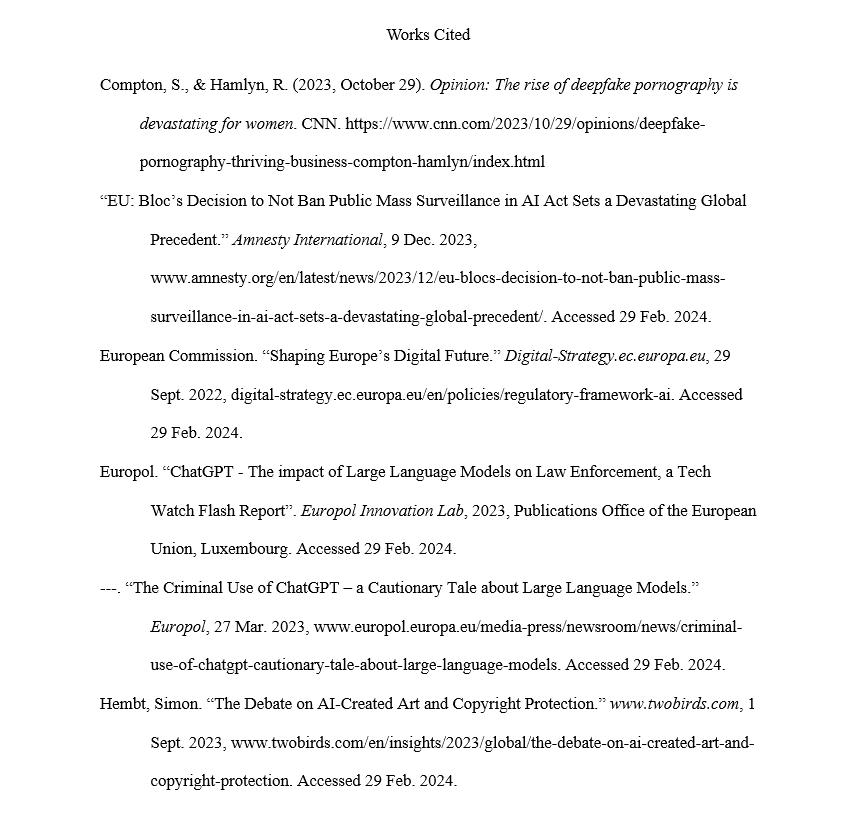 Works Cited
Compton, S., & Hamlyn, R. (2023, October 29). Opinion: The rise of deepfake pornography is
devastating for women. CNN. https://www.cnn.com/2023/10/29/opinions/deepfake-
pornography-thriving-business-compton-hamlyn/index.html
“EU: Bloc’s Decision to Not Ban Public Mass Surveillance in AI Act Sets a Devastating Global
Precedent.” Amnesty International, 9 Dec. 2023,
www.amnesty.org/en/latest/news/2023/12/eu-blocs-decision-to-not-ban-public-mass-
surveillance-in-ai-act-sets-a-devastating-global-precedent/. Accessed 29 Feb. 2024.
European Commission. “Shaping Europe’s Digital Future.” Digital-Strategy.ec.europa.eu, 29
Sept. 2022, digital-strategy.ec.europa.eu/en/policies/regulatory-framework-ai. Accessed
29 Feb. 2024.
Europol. “ChatGPT - The impact of Large Language Models on Law Enforcement, a Tech
Watch Flash Report”. Europol Innovation Lab, 2023, Publications Office of the European
Union, Luxembourg. Accessed 29 Feb. 2024.
---. “The Criminal Use of ChatGPT – a Cautionary Tale about Large Language Models.”
Europol, 27 Mar. 2023, www.europol.europa.eu/media-press/newsroom/news/criminal-
use-of-chatgpt-cautionary-tale-about-large-language-models. Accessed 29 Feb. 2024.
Hembt, Simon. “The Debate on AI-Created Art and Copyright Protection.” www.twobirds.com, 1
Sept. 2023, www.twobirds.com/en/insights/2023/global/the-debate-on-ai-created-art-and-
copyright-protection. Accessed 29 Feb. 2024.